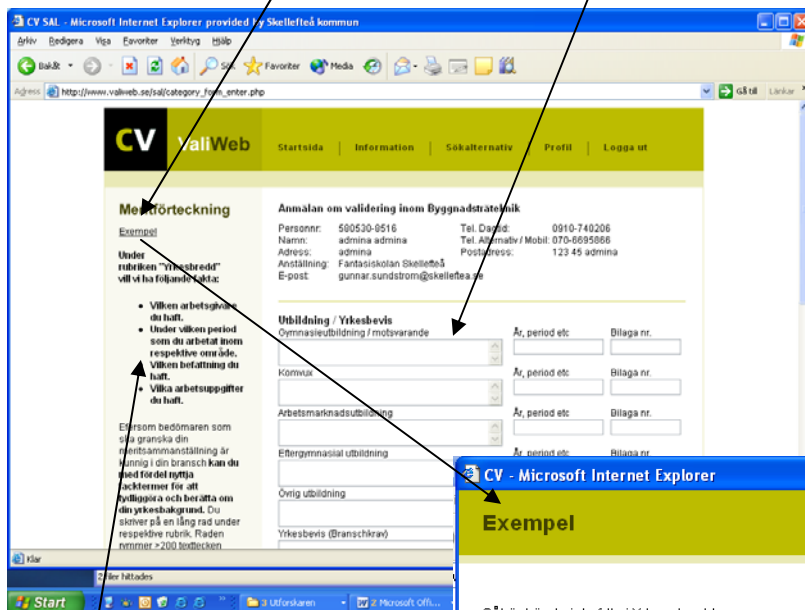 CV SAL - Microsoft Internet Explorer provided by Skellefteå kommun
Arkiv Redigera Visa Favoriter Verktyg Hjälp
Bakåt Sök Favoriter Media
Adress http://www.valiweb.se/sal/category_form_enter.php Gå till Länkar
CV ValiWeb
Startsida | Information | Sökalternativ | Profil | Logga ut
Meritförteckning
Exempel
Under
rubriken "Yrkesbredd"
vill vi ha följande fakta:
• Vilken arbetsgivare
du haft.
• Under vilken period
som du arbetat inom
respektive område.
Vilken befattning du
haft.
• Vilka arbetsuppgifter
du haft.
Eftersom bedömaren som
ska granska din
meritsammanställning är
kunnig i din bransch kan du
med fördel nyttja
facktermer för att
tydliggöra och berätta om
din yrkesbakgrund. Du
skriver på en lång rad under
respektive rubrik. Raden
rymmer >200 texttecken
Anmälan om validering inom Byggnadsträteknik
Personnr: 580530-8516 Tel. Dagtid: 0910-740206
Namn: admina admina Tel. Alternativ / Mobil: 070-6695866
Adress: admina Postadress: 123 45 admina
Anställning: Fantasiskolan Skellefteå
E-post: gunnar.sundstrom@skelleftea.se
Utbildning / Yrkesbevis
Gymnasieutbildning / motsvarande År, period etc Bilaga nr.
Komvux År, period etc Bilaga nr.
Arbetsmarknadsutbildning År, period etc Bilaga nr.
Eftergymnasial utbildning År, period etc Bilaga nr.
Övrig utbildning
Yrkesbevis (Branschkrav)
Klar
filer hittades
Start 3 Utforskaren 2 Microsoft Offi...
CV - Microsoft Internet Explorer
Exempel